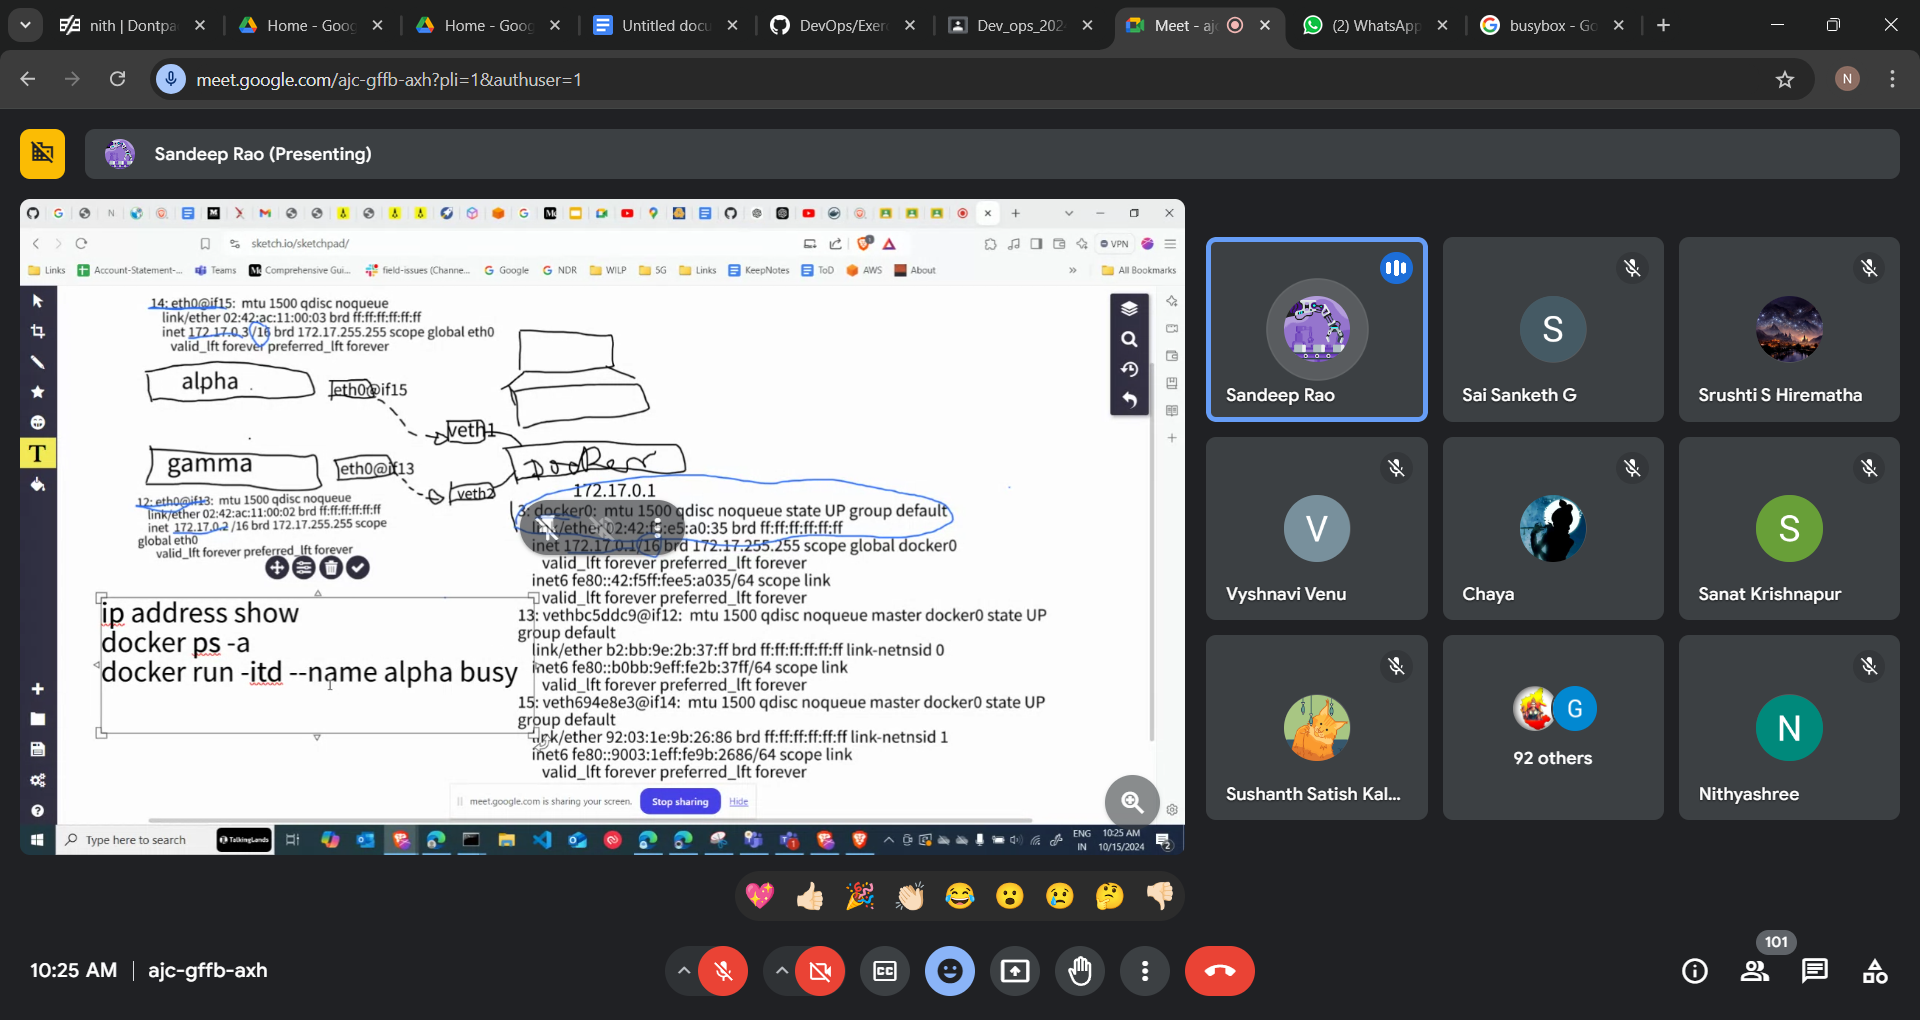 nith | Dontpa
Home - Goog
Home - Goog
Untitled docu
DevOps/Exer
Dev_ops_202
Meet - aj
(2) WhatsApp
busybox - Go
meet.google.com/ajc-gffb-axh?pli=1&authuser=1
N
Sandeep Rao (Presenting)
sketch.io/sketchpad/
VPN
Links
Account-Statement-...
Teams
Comprehensive Gui...
field-issues (Channe...
Google
NDR
WILP
SG
Links
KeepNotes
ToD
AWS
About
»
All Bookmarks
14: eth0@if15: mtu 1500 qdisc noqueue
link/ether 02:42:ac:11:00:03 brd ff:ff:ff:ff:ff:ff
inet 172.17.0.3/16 brd 172.17.255.255 scope global eth0
valid_lft forever preferred_lft forever
alpha
eth0@if15
veth1
gamma
eth0@if13
veth2
Docker
172.17.0.1
12: eth0@if13: mtu 1500 qdisc noqueue
link/ether 02:42:ac:11:00:02 brd ff:ff:ff:ff:ff:ff
inet 172.17.0.2 /16 brd 172.17.255.255 scope
global eth0
valid_lft forever preferred_lft forever
3: docker0: mtu 1500 qdisc noqueue state UP group default
brd ff:ff:ff:ff:ff:ff
inet 172.17.0.1/16 brd 172.17.255.255 scope global docker0
valid_lft forever preferred_lft forever
inet6 fe80::42:f5ff:fee5:a035/64 scope link
valid_lft forever preferred_lft forever
13: vethbc5ddc9@if12: mtu 1500 qdisc noqueue master docker0 state UP
group default
link/ether b2:bb:9e:2b:37:ff brd ff:ff:ff:ff:ff:ff link-netnsid 0
inet6 fe80::b0bb:9eff:fe2b:37ff/64 scope link
valid_lft forever preferred_lft forever
15: veth694e8e3@if14: mtu 1500 qdisc noqueue master docker0 state UP
group default
link/ether 92:03:1e:9b:26:86 brd ff:ff:ff:ff:ff:ff link-netnsid 1
inet6 fe80::9003:1eff:fe9b:2686/64 scope link
valid_lft forever preferred_lft forever
ip address show
docker ps -a
docker run -itd --name alpha busy
T
meet.google.com is sharing your screen.
Stop sharing
Hide
Type here to search
TalkingLands
ENG
IN
10:25 AM
10/15/2024
2
Sandeep Rao
S
Sai Sanketh G
Srushti S Hirematha
V
Vyshnavi Venu
Chaya
S
Sanat Krishnapur
Sushanth Satish Kal...
G
92 others
N
Nithyashree
10:25 AM
ajc-gffb-axh
CC
101